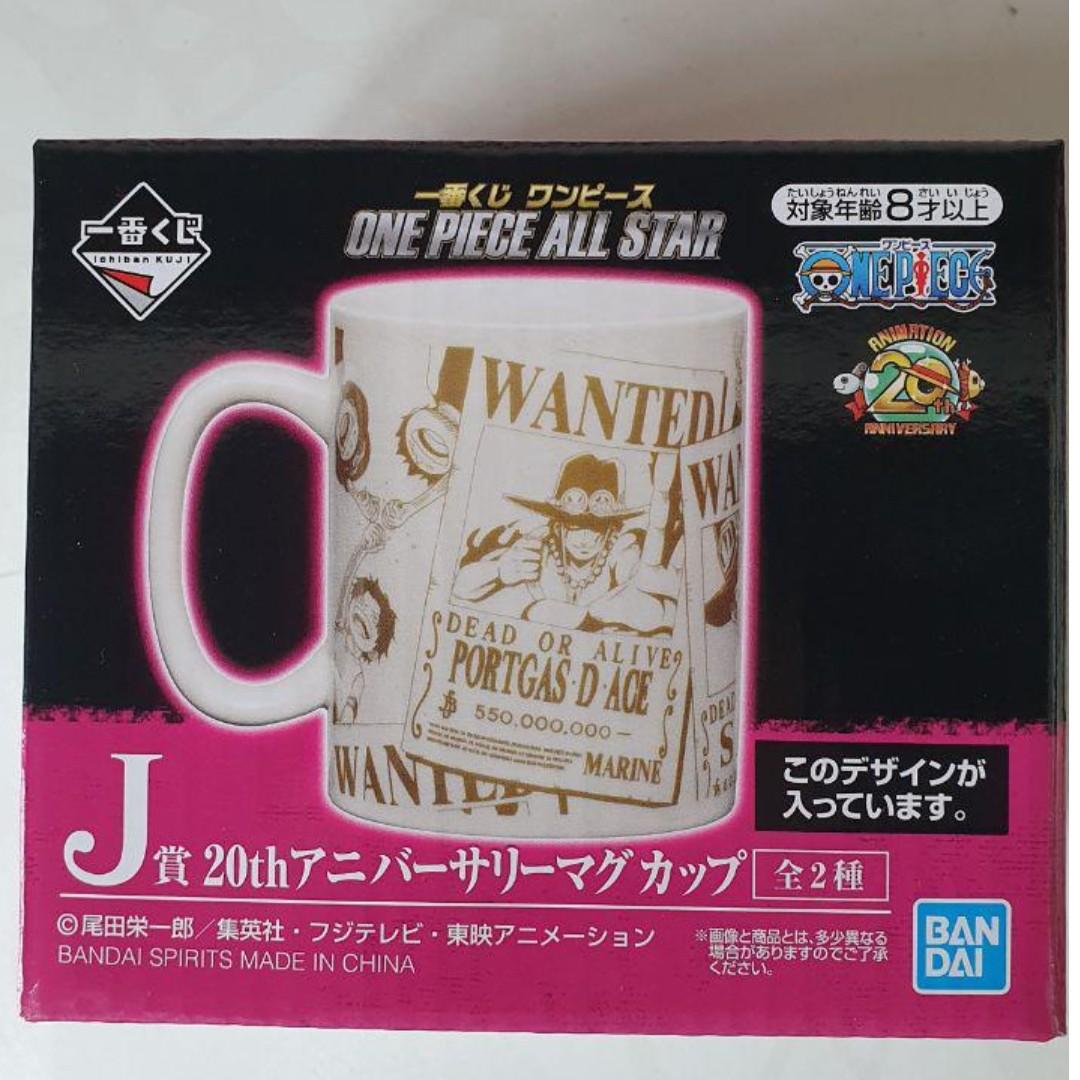 一番くじ
Ichiban KUJI
一番くじ ワンピース
ONE PIECE ALL STAR
たいしょうねんれい さい いじょう
対象年齢8才以上
ワンピース
ONE PIECE
ANIMATION
20th
ANNIVERSARY
WANTED
DEAD OR ALIVE
PORTGAS・D・ACE
550,000,000—
MARINE
WA
DEAD
S
WANTED
このデザインが
入っています。
J賞 20thアニバーサリーマグカップ 全2種
©尾田栄一郎／集英社・フジテレビ・東映アニメーション
BANDAI SPIRITS MADE IN CHINA
※画像と商品とは、多少異なる
場合がありますのでご了承
ください。
BAN
DAI